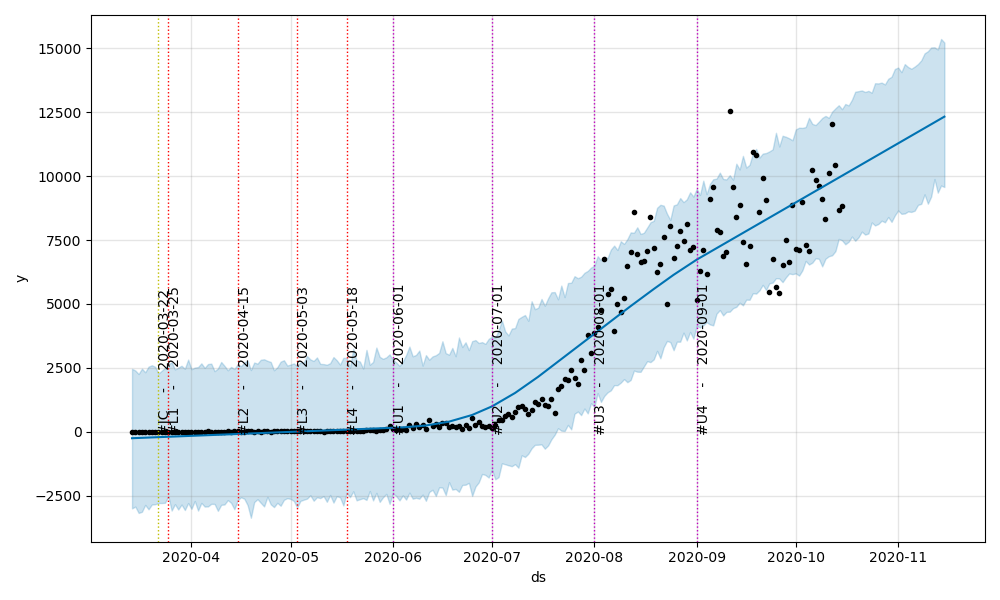 15000
12500
10000
7500
5000
2500
0
−2500
y
#JC - 2020-03-22
#L1 - 2020-03-25
#L2 - 2020-04-15
#L3 - 2020-05-03
#L4 - 2020-05-18
#U1 - 2020-06-01
#U2 - 2020-07-01
#U3 - 2020-08-01
#U4 - 2020-09-01
2020-04 2020-05 2020-06 2020-07 2020-08 2020-09 2020-10 2020-11
ds